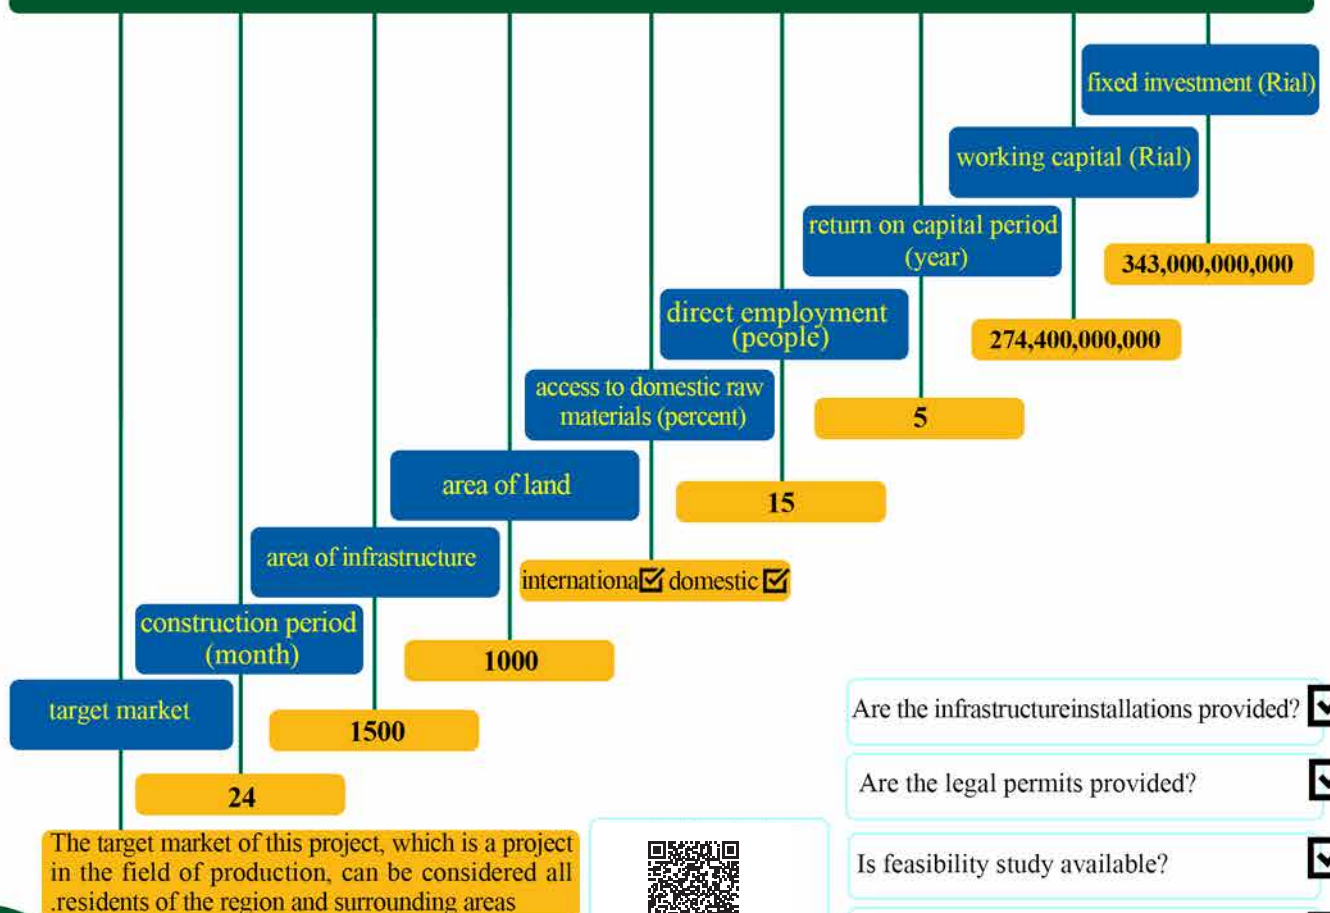 fixed investment (Rial)
343,000,000,000
working capital (Rial)
274,400,000,000
return on capital period
(year)
5
direct employment
(people)
15
access to domestic raw
materials (percent)
internationa domestic
area of land
1000
area of infrastructure
1500
construction period
(month)
24
target market
The target market of this project, which is a project
in the field of production, can be considered all
.residents of the region and surrounding areas
Are the infrastructureinstallations provided?
Are the legal permits provided?
Is feasibility study available?